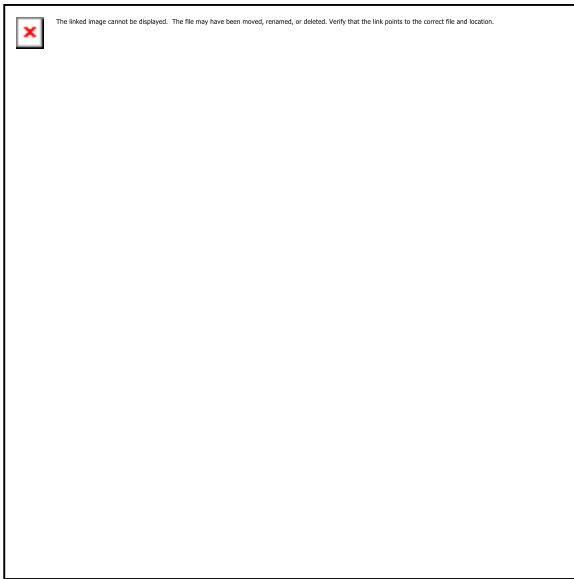 The linked image cannot be displayed.  The file may have been moved, renamed, or deleted. Verify that the link points to the correct file and location.